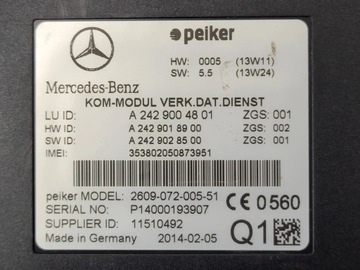 peiker
HW: 0005 (13W11)
SW: 5.5 (13W24)
Mercedes-Benz
KOM-MODUL VERK.DAT.DIENST
LU ID: A 242 900 48 01 ZGS: 001
HW ID: A 242 901 89 00 ZGS: 002
SW ID: A 242 902 85 00 ZGS: 001
IMEI: 353802050873951
peiker MODEL: 2609-072-005-51 CE 0560
SERIAL NO: P14000193907
SUPPLIER ID: 11510492
Made in Germany 2014-02-05 Q1